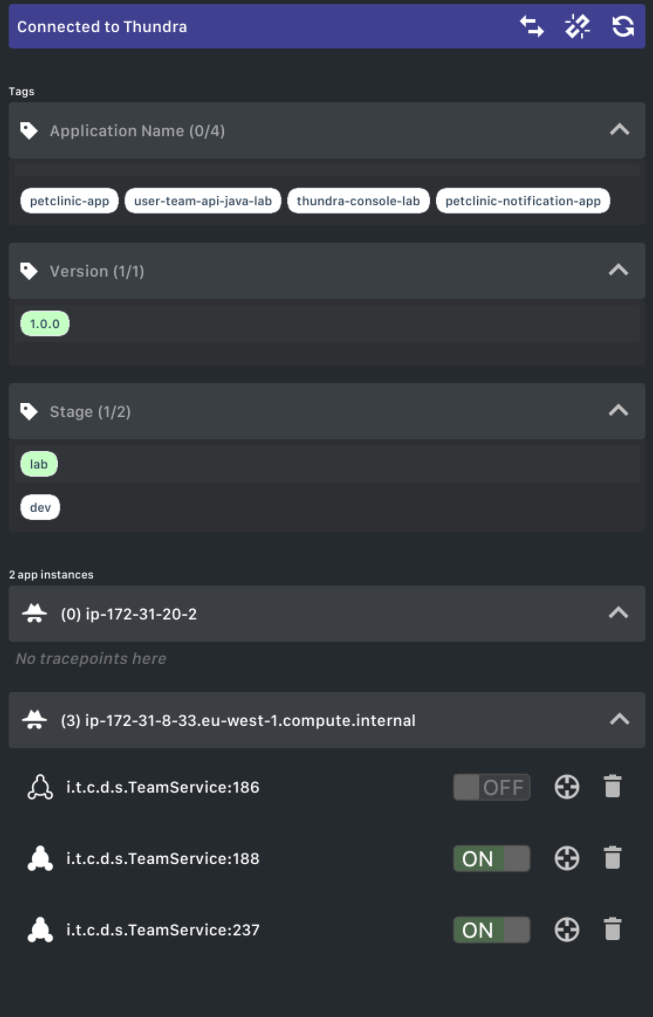 Connected to Thundra
Tags
Application Name (0/4)
petclinic-app user-team-api-java-lab thundra-console-lab petclinic-notification-app
Version (1/1)
1.0.0
Stage (1/2)
lab
dev
2 app instances
(0) ip-172-31-20-2
No tracepoints here
(3) ip-172-31-8-33.eu-west-1.compute.internal
i.t.c.d.s.TeamService:186 OFF
i.t.c.d.s.TeamService:188 ON
i.t.c.d.s.TeamService:237 ON